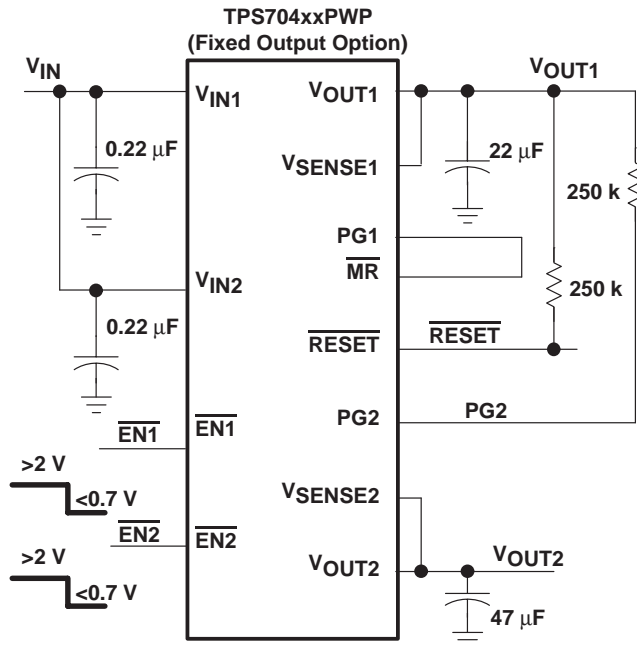 TPS704xxPWP
(Fixed Output Option)
VIN
VIN1
VOUT1
VOUT1
0.22 μF
VSENSE1
22 μF
250 k
PG1
MR
VIN2
250 k
0.22 μF
RESET
RESET
PG2
PG2
EN1
EN1
>2 V
<0.7 V
VSENSE2
EN2
EN2
VOUT2
VOUT2
>2 V
<0.7 V
47 μF